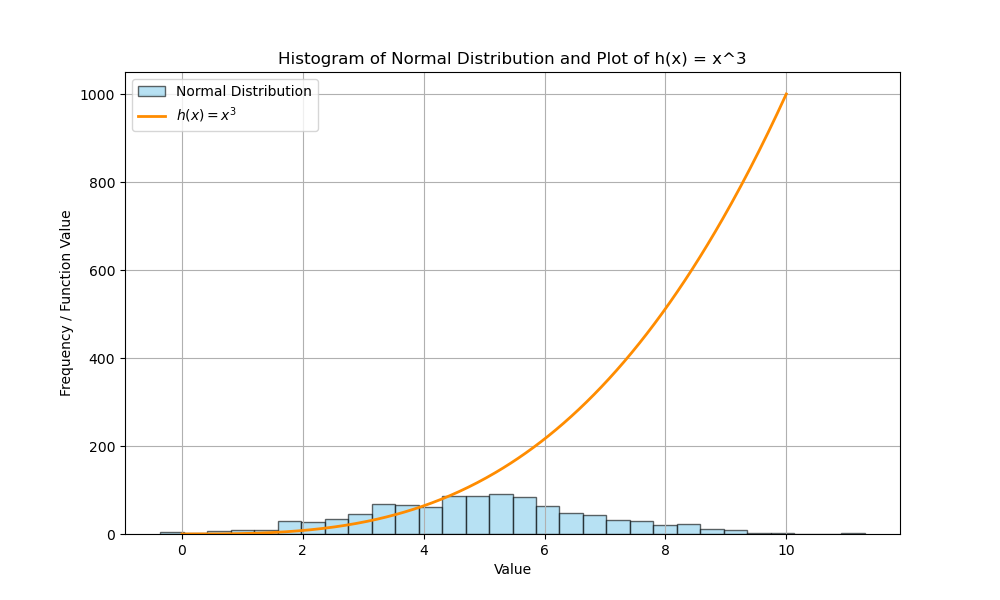 Histogram of Normal Distribution and Plot of h(x) = x^3
Normal Distribution
h(x) = x³
Frequency / Function Value
1000
800
600
400
200
0
0 2 4 6 8 10
Value